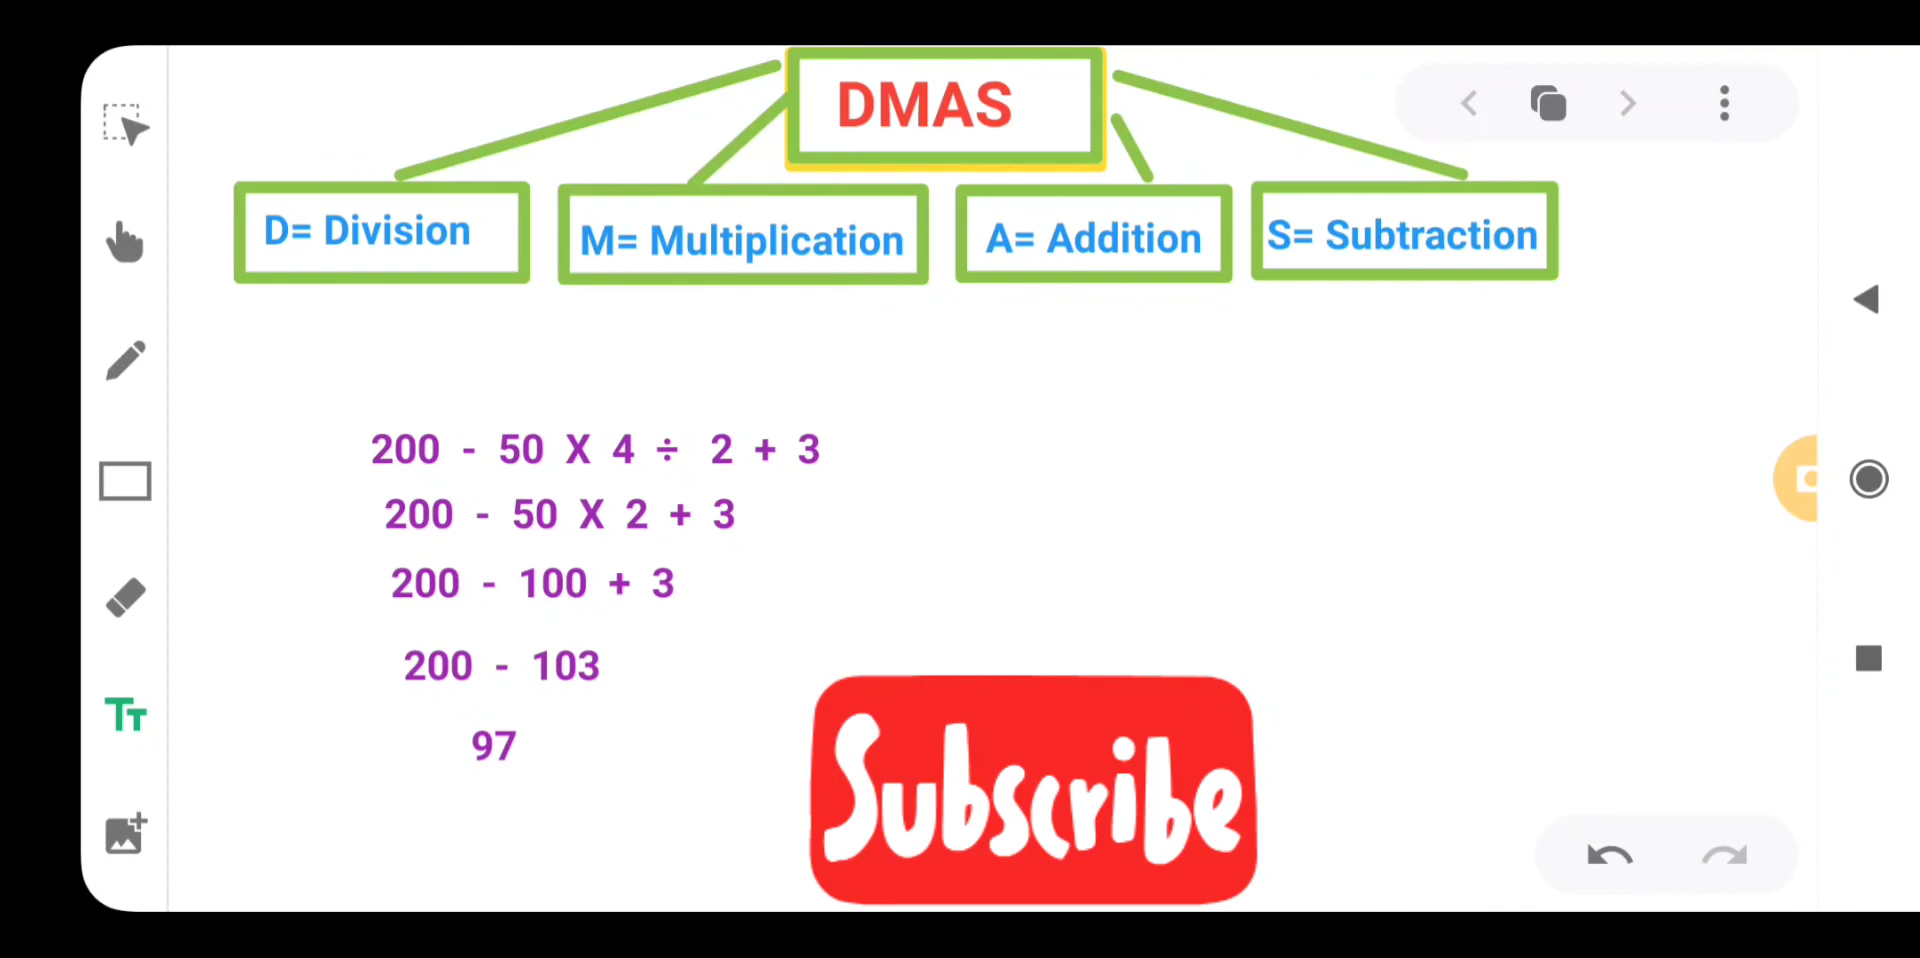 DMAS
D= Division
M= Multiplication
A= Addition
S= Subtraction
200 - 50 X 4 ÷ 2 + 3
200 - 50 X 2 + 3
200 - 100 + 3
200 - 103
97
Subscribe
Tт